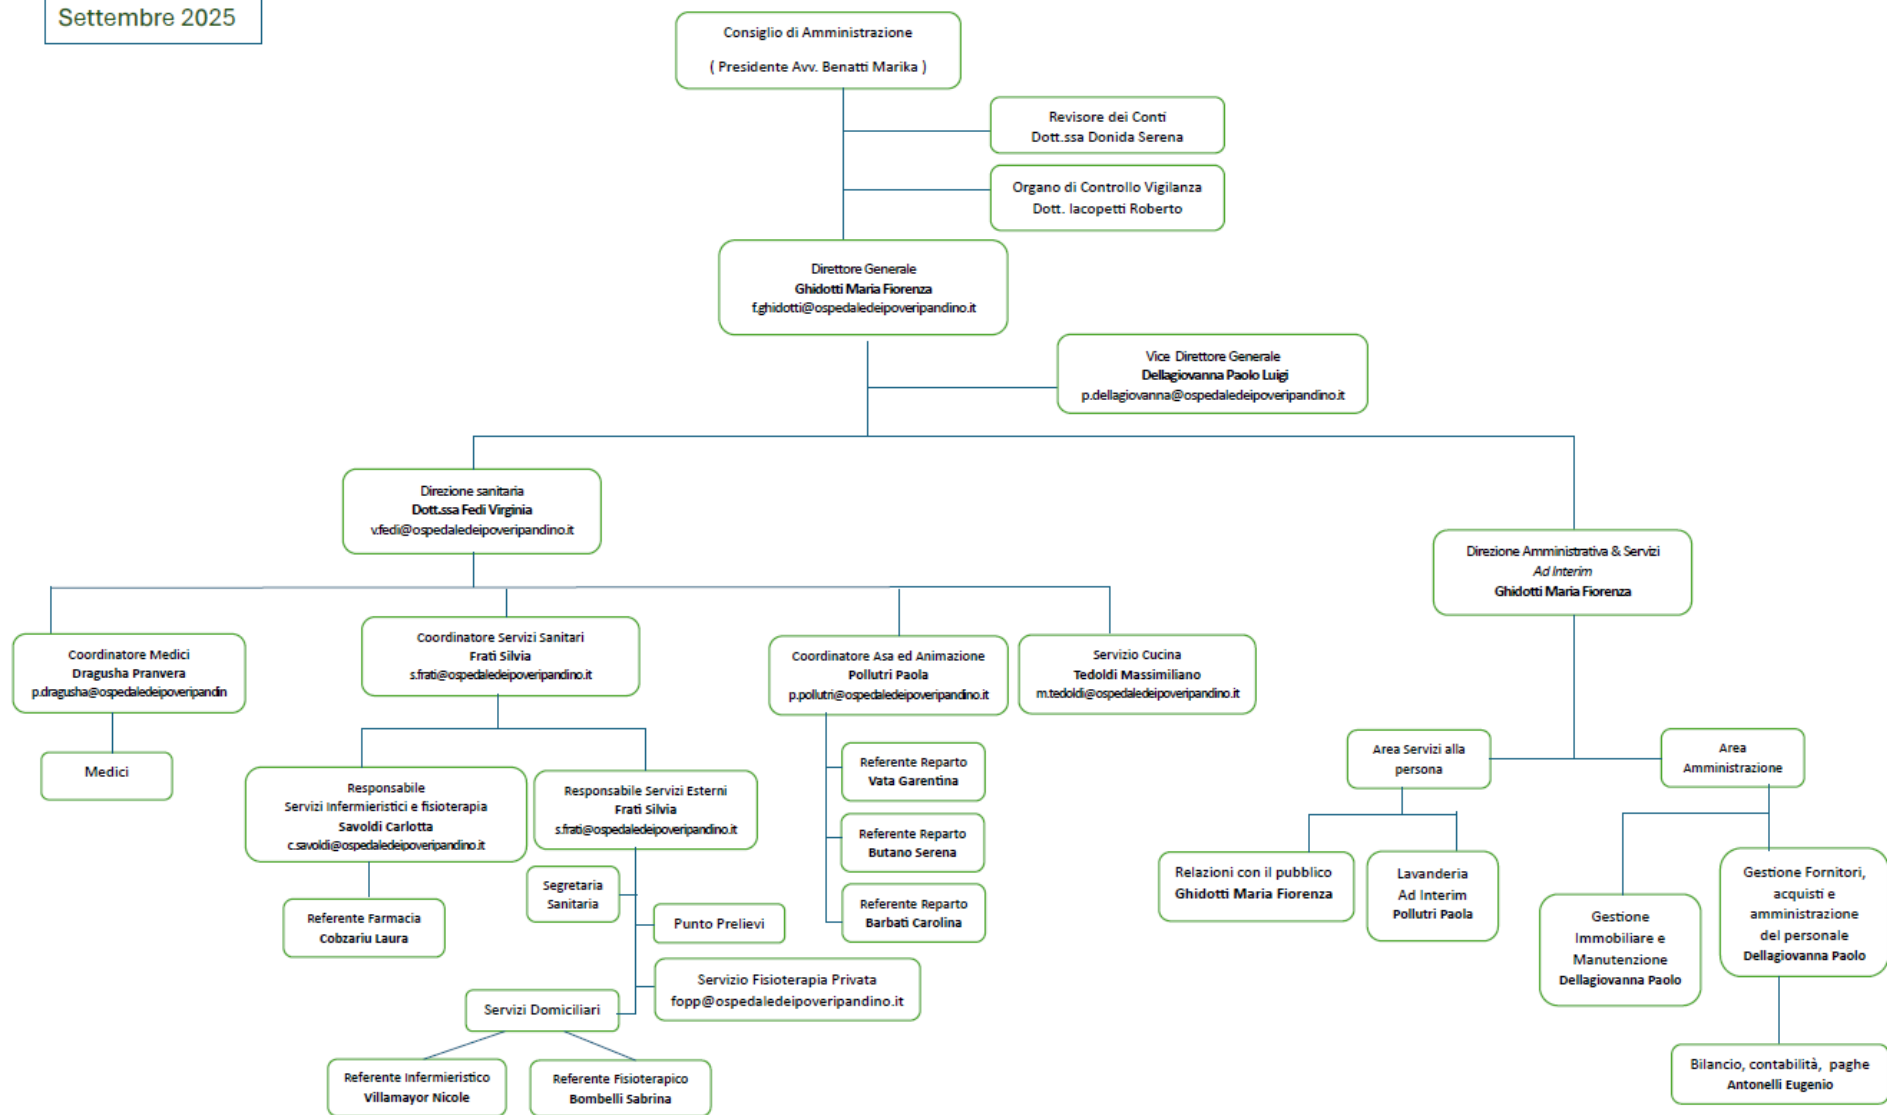 Settembre 2025
Consiglio di Amministrazione
( Presidente Avv. Benatti Marika )
Revisore dei Conti
Dott.ssa Donida Serena
Organo di Controllo Vigilanza
Dott. Iacopetti Roberto
Direttore Generale
Ghidotti Maria Fiorenza
f.ghidotti@ospedaledeipoveripandino.it
Vice Direttore Generale
Dellagiovanna Paolo Luigi
p.dellagiovanna@ospedaledeipoveripandino.it
Direzione sanitaria
Dott.ssa Fedi Virginia
v.fedi@ospedaledeipoveripandino.it
Direzione Amministrativa & Servizi
Ad Interim
Ghidotti Maria Fiorenza
Coordinatore Medici
Dragusha Pranvera
p.dragusha@ospedaledeipoveripandin
Medici
Coordinatore Servizi Sanitari
Frati Silvia
s.frati@ospedaledeipoveripandino.it
Coordinatore Asa ed Animazione
Pollutri Paola
p.pollutri@ospedaledeipoveripandino.it
Servizio Cucina
Tedoldi Massimiliano
m.tedoldi@ospedaledeipoveripandino.it
Responsabile
Servizi Infermieristici e fisioterapia
Savoldi Carlotta
c.savoldi@ospedaledeipoveripandino.it
Referente Farmacia
Cobzariu Laura
Responsabile Servizi Esterni
Frati Silvia
s.frati@ospedaledeipoveripandino.it
Segretaria
Sanitaria
Punto Prelievi
Servizio Fisioterapia Privata
fopp@ospedaledeipoveripandino.it
Servizi Domiciliari
Referente Infermieristico
Villamayor Nicole
Referente Fisioterapico
Bombelli Sabrina
Referente Reparto
Vata Garentina
Referente Reparto
Butano Serena
Referente Reparto
Barbati Carolina
Area Servizi alla
persona
Area
Amministrazione
Relazioni con il pubblico
Ghidotti Maria Fiorenza
Lavanderia
Ad Interim
Pollutri Paola
Gestione
Immobiliare e
Manutenzione
Dellagiovanna Paolo
Gestione Fornitori,
acquisti e
amministrazione
del personale
Dellagiovanna Paolo
Bilancio, contabilità, paghe
Antonelli Eugenio